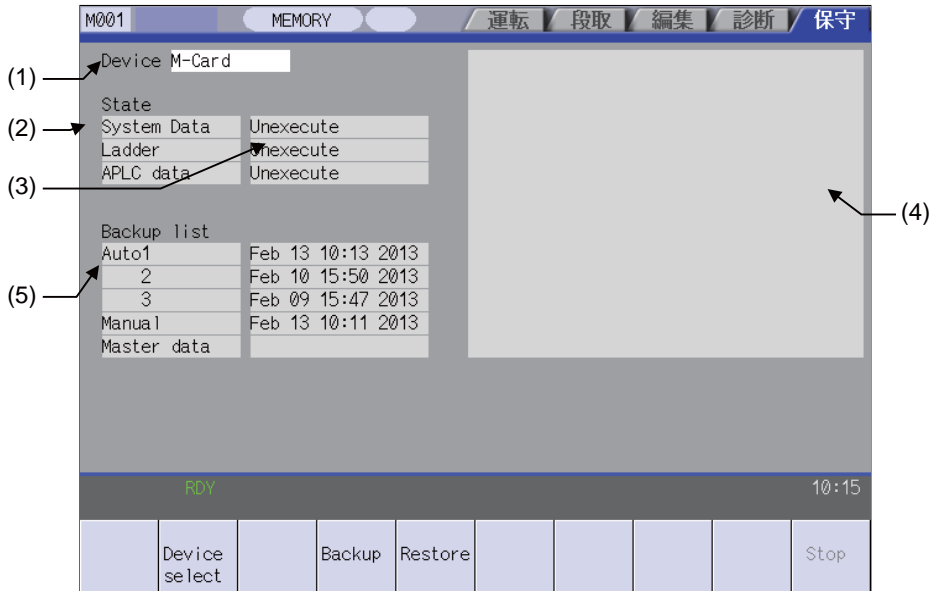 M001 MEMORY 運転 段取 編集 診断 保守
(1) Device M-Card
State
(2) System Data Unexecute
Ladder Unexecute
(3) APLC data Unexecute
(4)
Backup list
Auto1 Feb 13 10:13 2013
2 Feb 10 15:50 2013
(5) 3 Feb 09 15:47 2013
Manual Feb 13 10:11 2013
Master data
RDY 10:15
Device select Backup Restore Stop